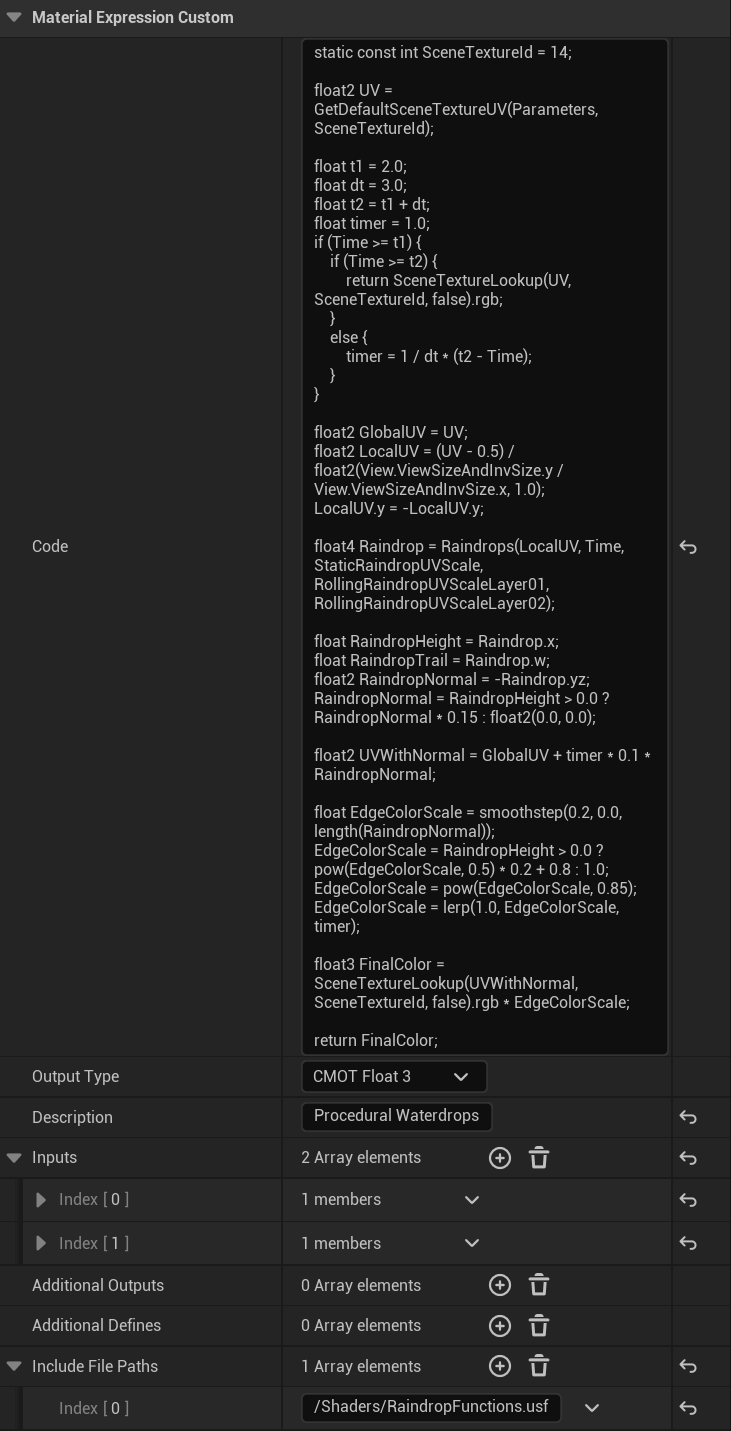 Material Expression Custom
static const int SceneTextureId = 14;
float2 UV =
GetDefaultSceneTextureUV(Parameters,
SceneTextureId);
float t1 = 2.0;
float dt = 3.0;
float t2 = t1 + dt;
float timer = 1.0;
if (Time >= t1) {
if (Time >= t2) {
return SceneTextureLookup(UV,
SceneTextureId, false).rgb;
}
else {
timer = 1 / dt * (t2 - Time);
}
}
float2 GlobalUV = UV;
float2 LocalUV = (UV - 0.5) /
float2(View.ViewSizeAndInvSize.y /
View.ViewSizeAndInvSize.x, 1.0);
LocalUV.y = -LocalUV.y;
Code
float4 Raindrop = Raindrops(LocalUV, Time,
StaticRaindropUVScale,
RollingRaindropUVScaleLayer01,
RollingRaindropUVScaleLayer02);
float RaindropHeight = Raindrop.x;
float RaindropTrail = Raindrop.w;
float2 RaindropNormal = -Raindrop.yz;
RaindropNormal = RaindropHeight > 0.0 ?
RaindropNormal * 0.15 : float2(0.0, 0.0);
float2 UVWithNormal = GlobalUV + timer * 0.1 *
RaindropNormal;
float EdgeColorScale = smoothstep(0.2, 0.0,
length(RaindropNormal));
EdgeColorScale = RaindropHeight > 0.0 ?
pow(EdgeColorScale, 0.5) * 0.2 + 0.8 : 1.0;
EdgeColorScale = pow(EdgeColorScale, 0.85);
EdgeColorScale = lerp(1.0, EdgeColorScale,
timer);
float3 FinalColor =
SceneTextureLookup(UVWithNormal,
SceneTextureId, false).rgb * EdgeColorScale;
return FinalColor;
Output Type CMOT Float 3
Description Procedural Waterdrops
Inputs 2 Array elements
Index [ 0 ] 1 members
Index [ 1 ] 1 members
Additional Outputs 0 Array elements
Additional Defines 0 Array elements
Include File Paths 1 Array elements
Index [ 0 ] /Shaders/RaindropFunctions.usf